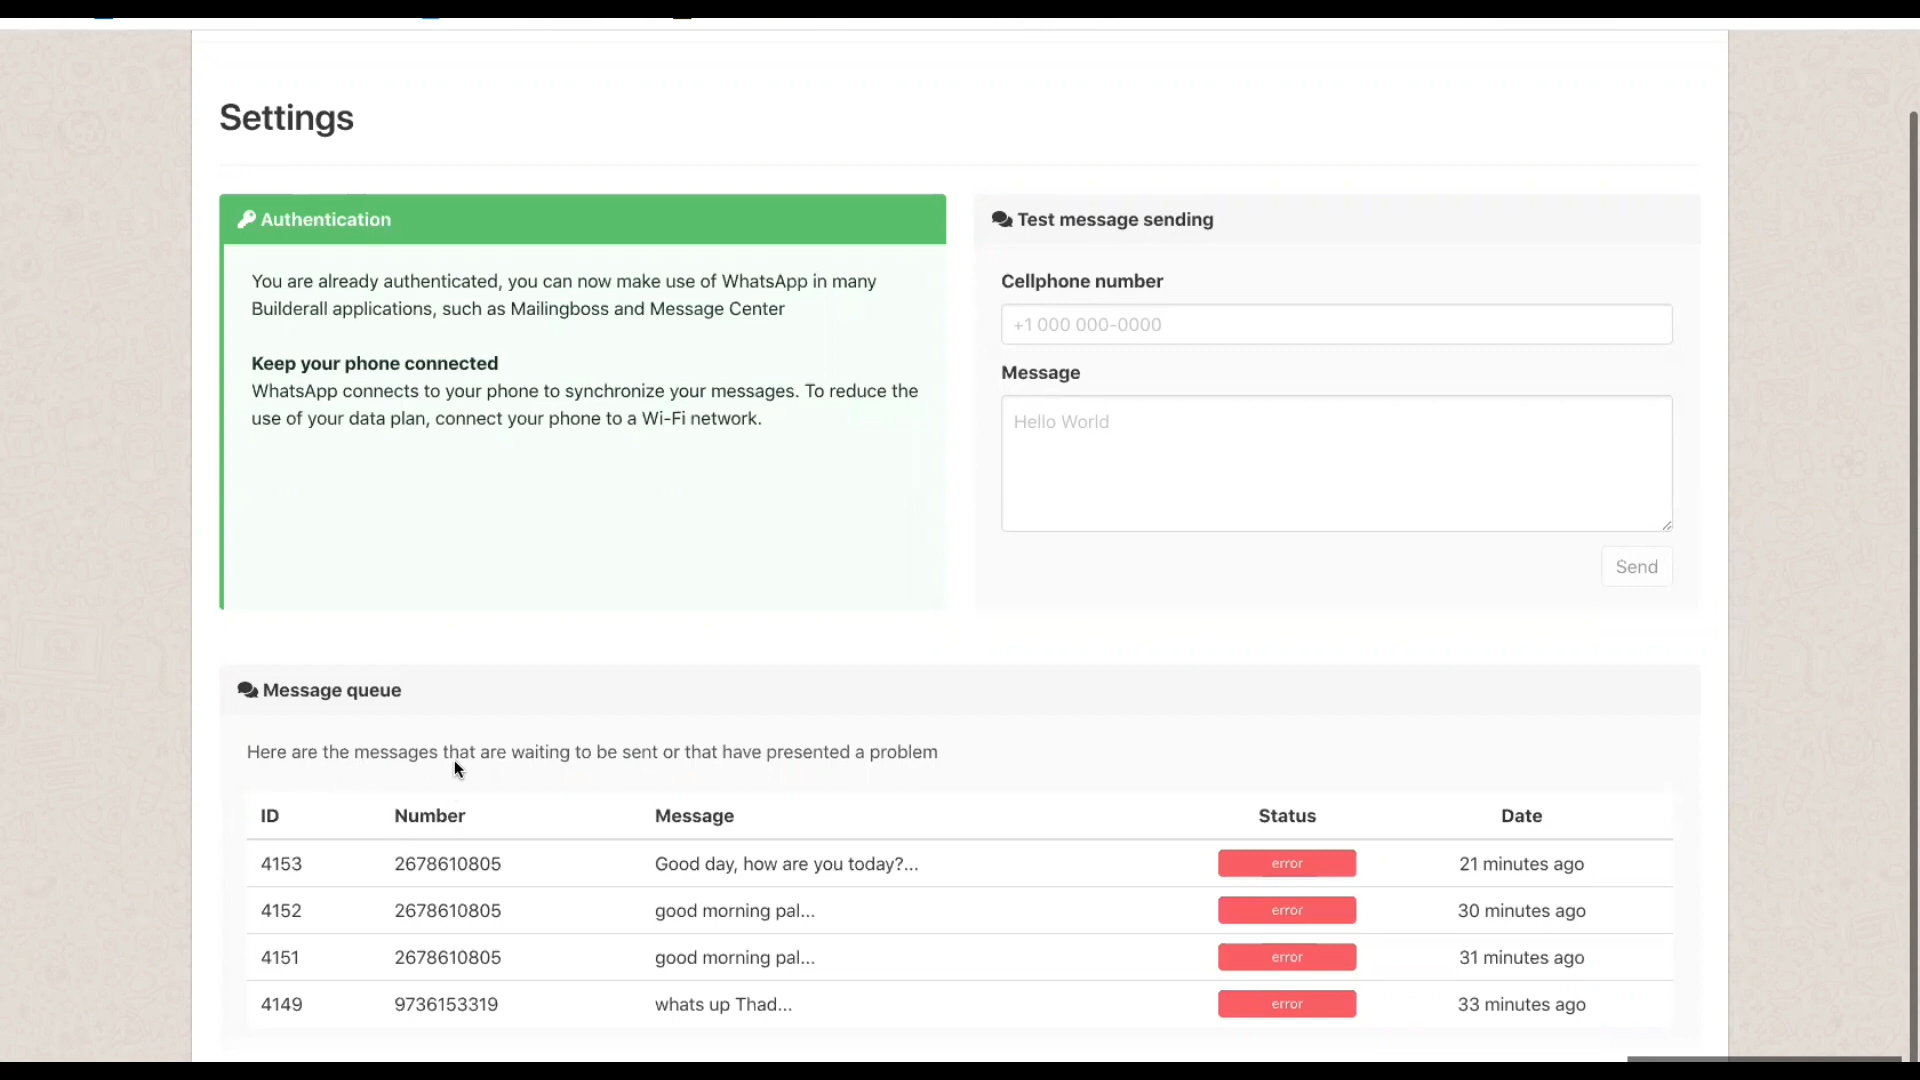 Settings
Authentication
You are already authenticated, you can now make use of WhatsApp in many
Builderall applications, such as Mailingboss and Message Center
Keep your phone connected
WhatsApp connects to your phone to synchronize your messages. To reduce the
use of your data plan, connect your phone to a Wi-Fi network.
Test message sending
Cellphone number
+1 000 000-0000
Message
Hello World
Send
Message queue
Here are the messages that are waiting to be sent or that have presented a problem
ID Number Message Status Date
4153 2678610805 Good day, how are you today?... error 21 minutes ago
4152 2678610805 good morning pal... error 30 minutes ago
4151 2678610805 good morning pal... error 31 minutes ago
4149 9736153319 whats up Thad... error 33 minutes ago